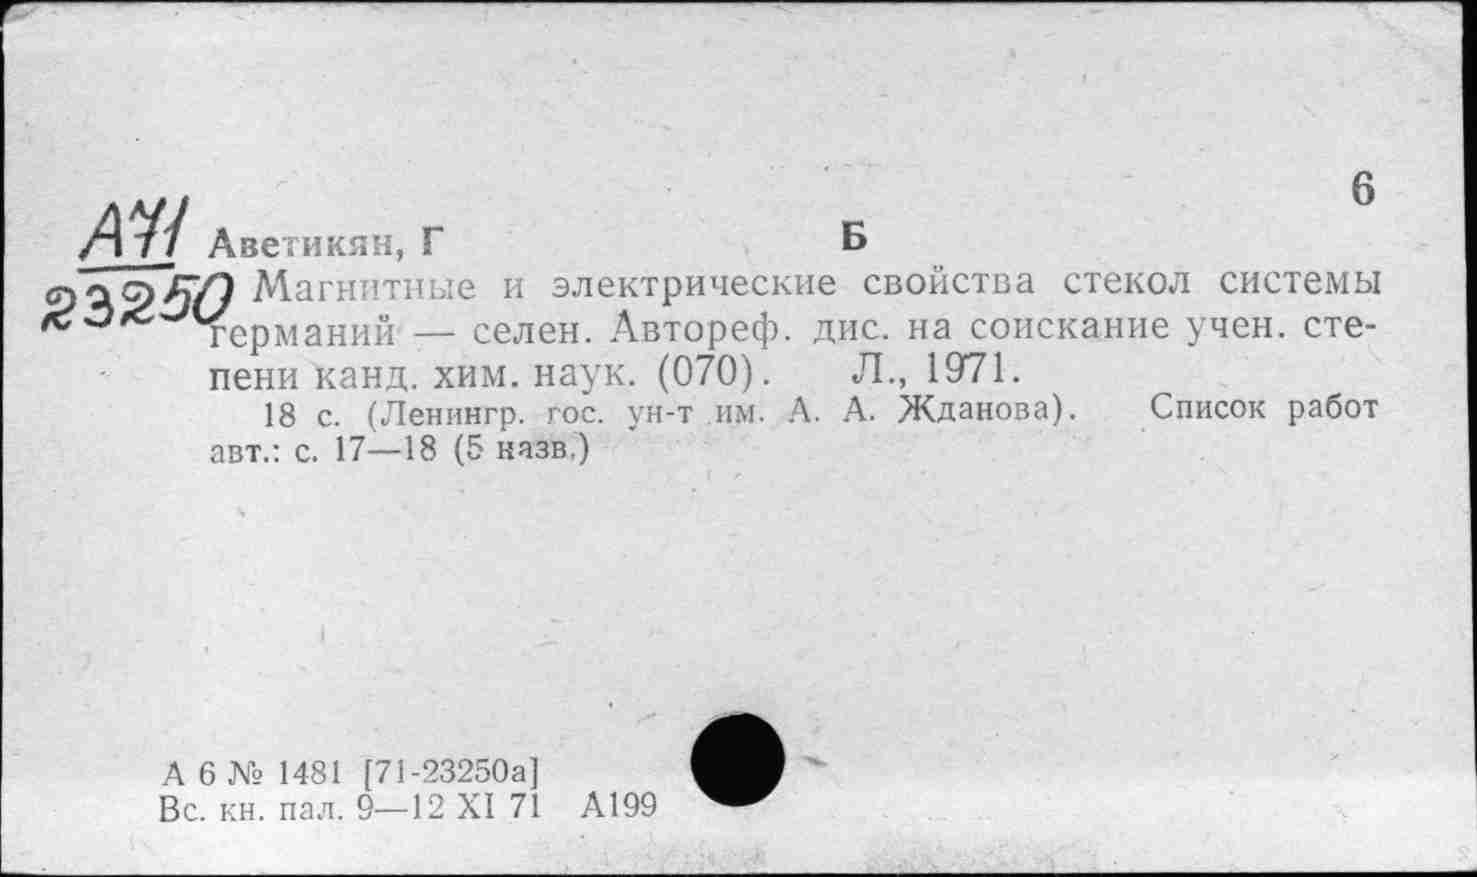 6
А71
Аветикян, Г Б
23250
Магнитные и электрические свойства стекол системы
германий — селен. Автореф. дис. на соискание учен. сте-
пени канд. хим. наук. (070). Л., 1971.
18 с. (Ленингр. гос. ун-т им. А. А. Жданова). Список работ
авт.: с. 17—18 (5 назв.)
А 6 № 1481 [71-23250а]
Вс. кн. пал. 9—12 XI 71 А199